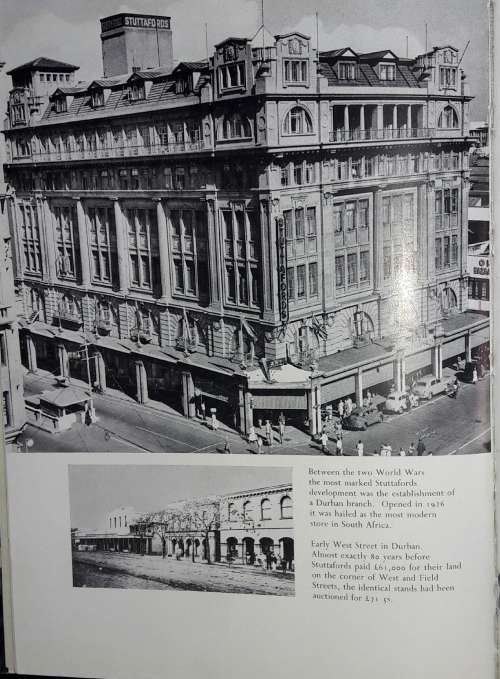 STUTTAFORDS
STUTTAFORDS
Between the two World Wars
the most marked Stuttafords
development was the establishment of
a Durban branch. Opened in 1926
it was hailed as the most modern
store in South Africa.
Early West Street in Durban.
Almost exactly 80 years before
Stuttafords paid £61,000 for their land
on the corner of West and Field
Streets, the identical stands had been
auctioned for £71 5s.